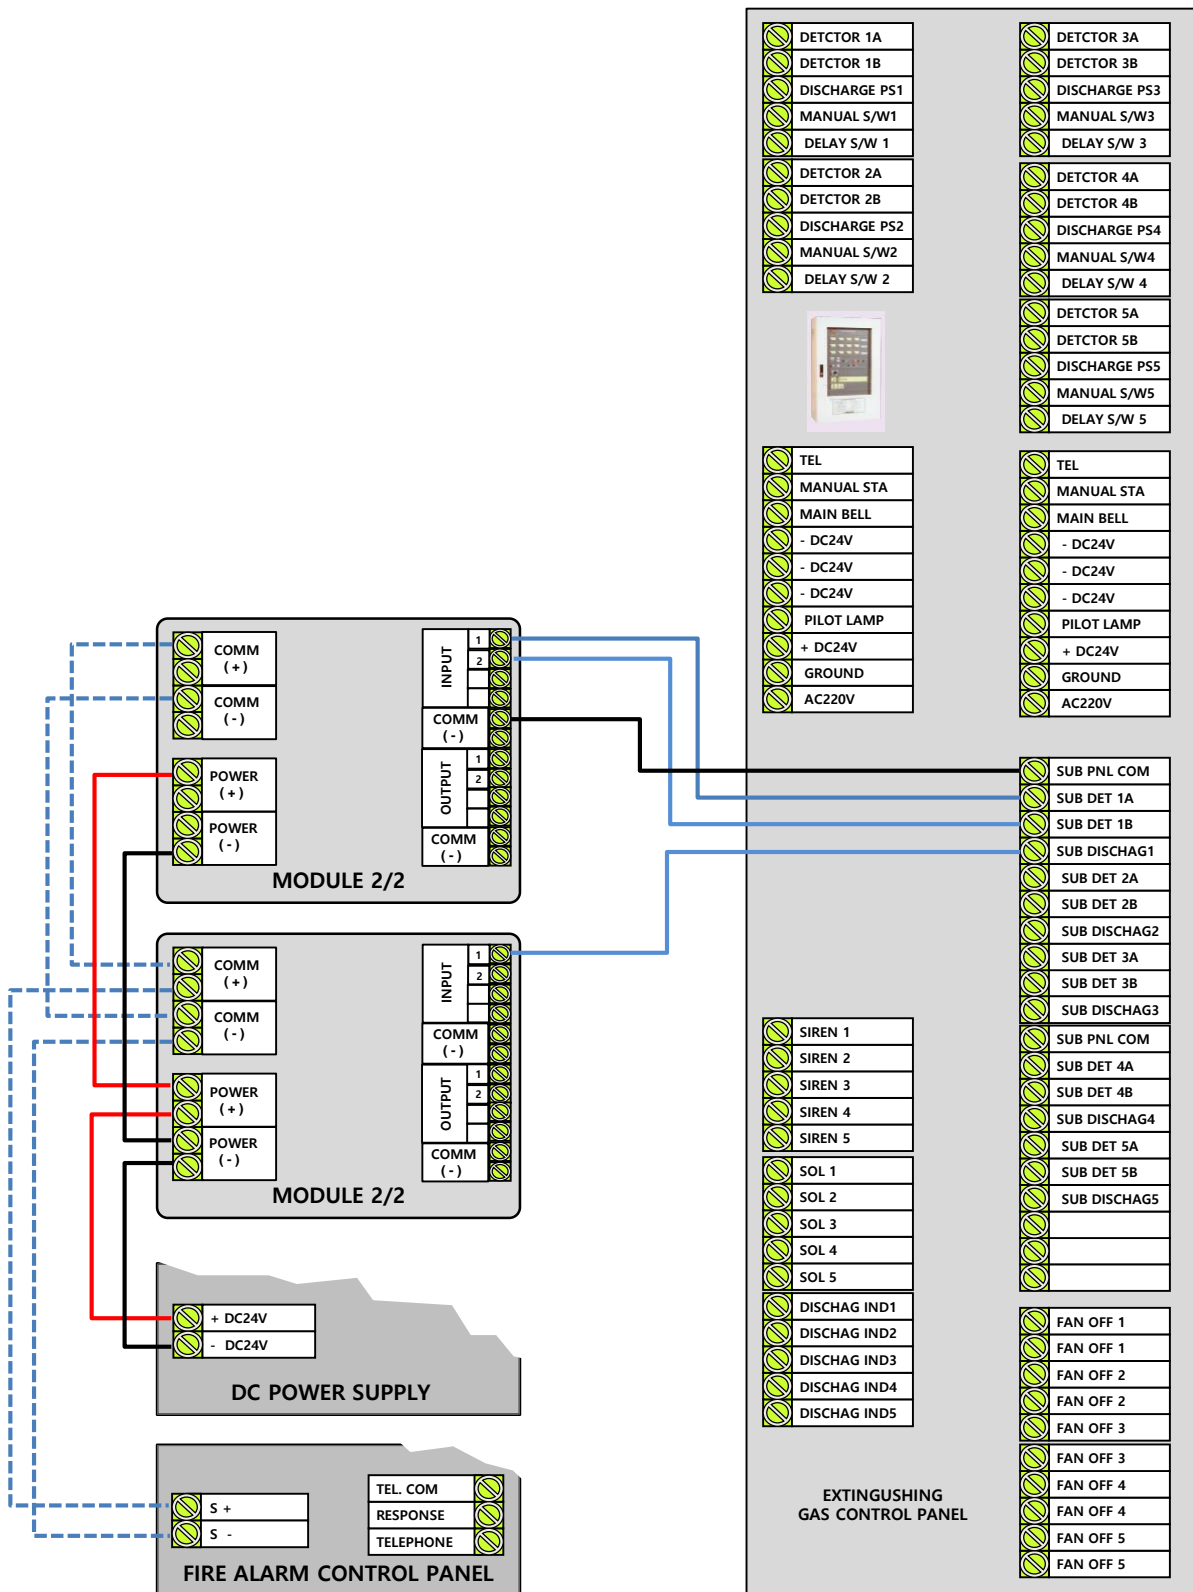 DETCTOR 1A
DETCTOR 1B
DISCHARGE PS1
MANUAL S/W1
DELAY S/W 1
DETCTOR 2A
DETCTOR 2B
DISCHARGE PS2
MANUAL S/W2
DELAY S/W 2
DETCTOR 3A
DETCTOR 3B
DISCHARGE PS3
MANUAL S/W3
DELAY S/W 3
DETCTOR 4A
DETCTOR 4B
DISCHARGE PS4
MANUAL S/W4
DELAY S/W 4
DETCTOR 5A
DETCTOR 5B
DISCHARGE PS5
MANUAL S/W5
DELAY S/W 5
TEL
MANUAL STA
MAIN BELL
- DC24V
- DC24V
- DC24V
PILOT LAMP
+ DC24V
GROUND
AC220V
TEL
MANUAL STA
MAIN BELL
- DC24V
- DC24V
- DC24V
PILOT LAMP
+ DC24V
GROUND
AC220V
COMM
(+)
COMM
(-)
POWER
(+)
POWER
(-)
INPUT
1
2
COMM
(-)
OUTPUT
1
2
COMM
(-)
MODULE 2/2
COMM
(+)
COMM
(-)
POWER
(+)
POWER
(-)
INPUT
1
2
COMM
(-)
OUTPUT
1
2
COMM
(-)
MODULE 2/2
SUB PNL COM
SUB DET 1A
SUB DET 1B
SUB DISCHAG1
SUB DET 2A
SUB DET 2B
SUB DISCHAG2
SUB DET 3A
SUB DET 3B
SUB DISCHAG3
SUB PNL COM
SUB DET 4A
SUB DET 4B
SUB DISCHAG4
SUB DET 5A
SUB DET 5B
SUB DISCHAG5
SIREN 1
SIREN 2
SIREN 3
SIREN 4
SIREN 5
SOL 1
SOL 2
SOL 3
SOL 4
SOL 5
DISCHAG IND1
DISCHAG IND2
DISCHAG IND3
DISCHAG IND4
DISCHAG IND5
FAN OFF 1
FAN OFF 1
FAN OFF 2
FAN OFF 2
FAN OFF 3
FAN OFF 3
FAN OFF 4
FAN OFF 4
FAN OFF 5
FAN OFF 5
EXTINGUSHING
GAS CONTROL PANEL
+ DC24V
- DC24V
DC POWER SUPPLY
S +
S -
TEL. COM
RESPONSE
TELEPHONE
FIRE ALARM CONTROL PANEL